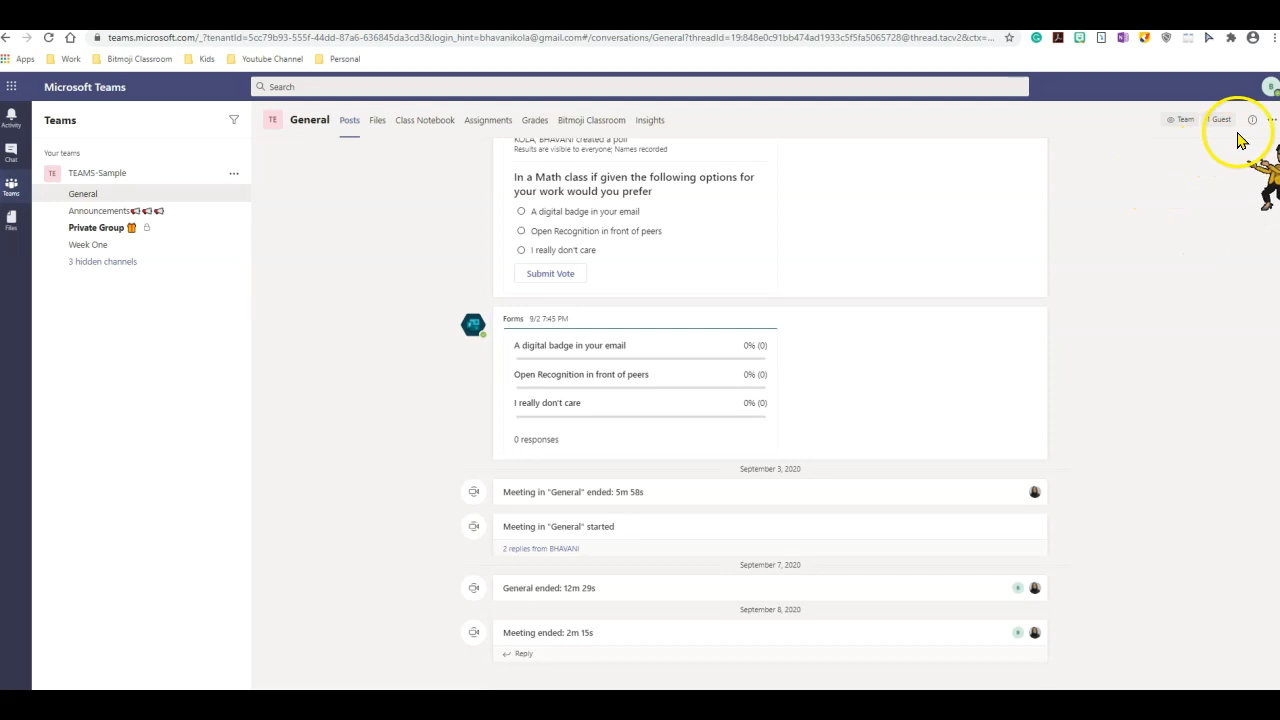 teams.microsoft.com/_?tenantId=5cc79b93-555f-44dd-87a6-636845da3cd3&login_hint=bhavanikola@gmail.com#/conversations/General?threadId=19:848e0c91bb474ad1933c5f5fa5065728@thread.tacv2&ctx=...
Apps Work Bitmoji Classroom Kids Youtube Channel Personal
Microsoft Teams
Search
B
Activity
Chat
Teams
Files
Teams
Your teams
TE TEAMS-Sample ...
General
Announcements
Private Group
Week One
3 hidden channels
TE General Posts Files Class Notebook Assignments Grades Bitmoji Classroom Insights
Team
Guest
KOLA, BHAVANI created a poll
Results are visible to everyone; Names recorded
In a Math class if given the following options for
your work would you prefer
A digital badge in your email
Open Recognition in front of peers
I really don't care
Submit Vote
Forms 9/2 7:45 PM
A digital badge in your email 0% (0)
Open Recognition in front of peers 0% (0)
I really don't care 0% (0)
0 responses
September 3, 2020
Meeting in "General" ended: 5m 58s
Meeting in "General" started
2 replies from BHAVANI
September 7, 2020
General ended: 12m 29s
B
September 8, 2020
Meeting ended: 2m 15s
B
Reply